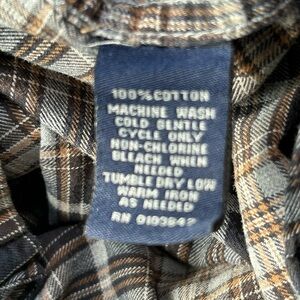 100% COTTON
MACHINE WASH
COLD GENTLE
CYCLE ONLY
NON-CHLORINE
BLEACH WHEN
NEEDED
TUMBLE DRY LOW
WARM IRON
AS NEEDED
RN